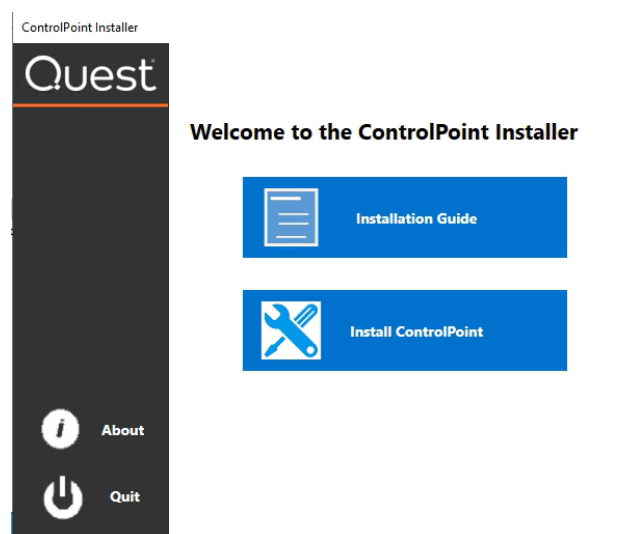 ControlPoint Installer
Quest
Welcome to the ControlPoint Installer
Installation Guide
Install ControlPoint
About
Quit